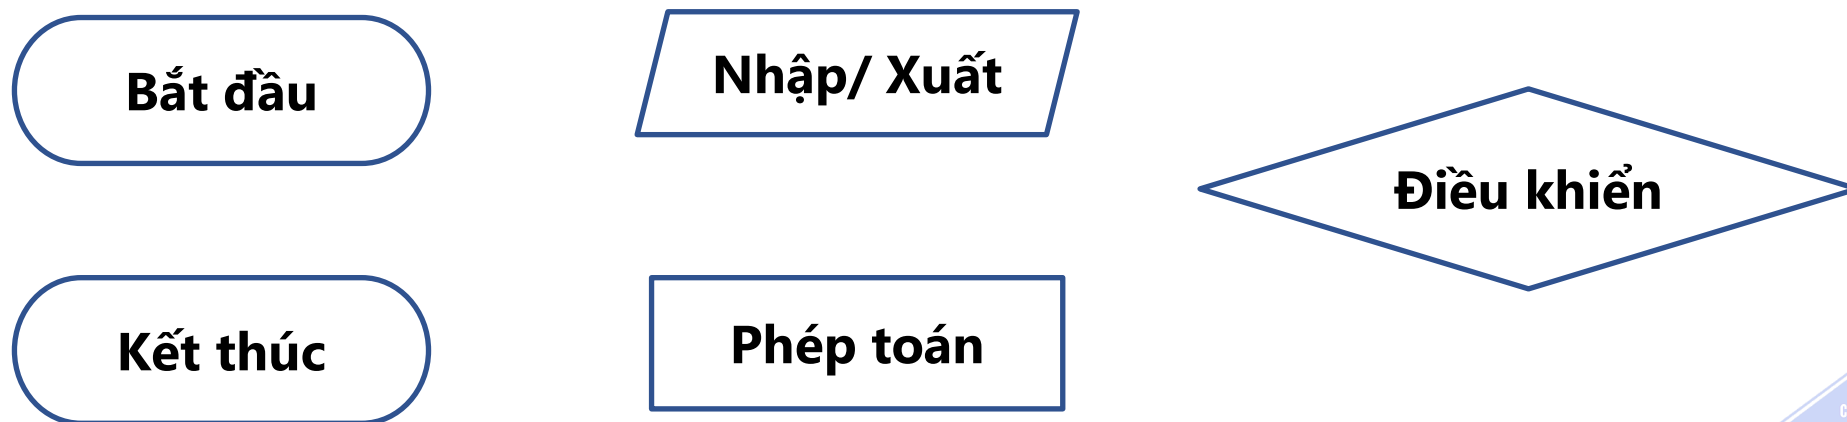 Bắt đầu
Nhập/ Xuất
Điều khiển
Kết thúc
Phép toán
C